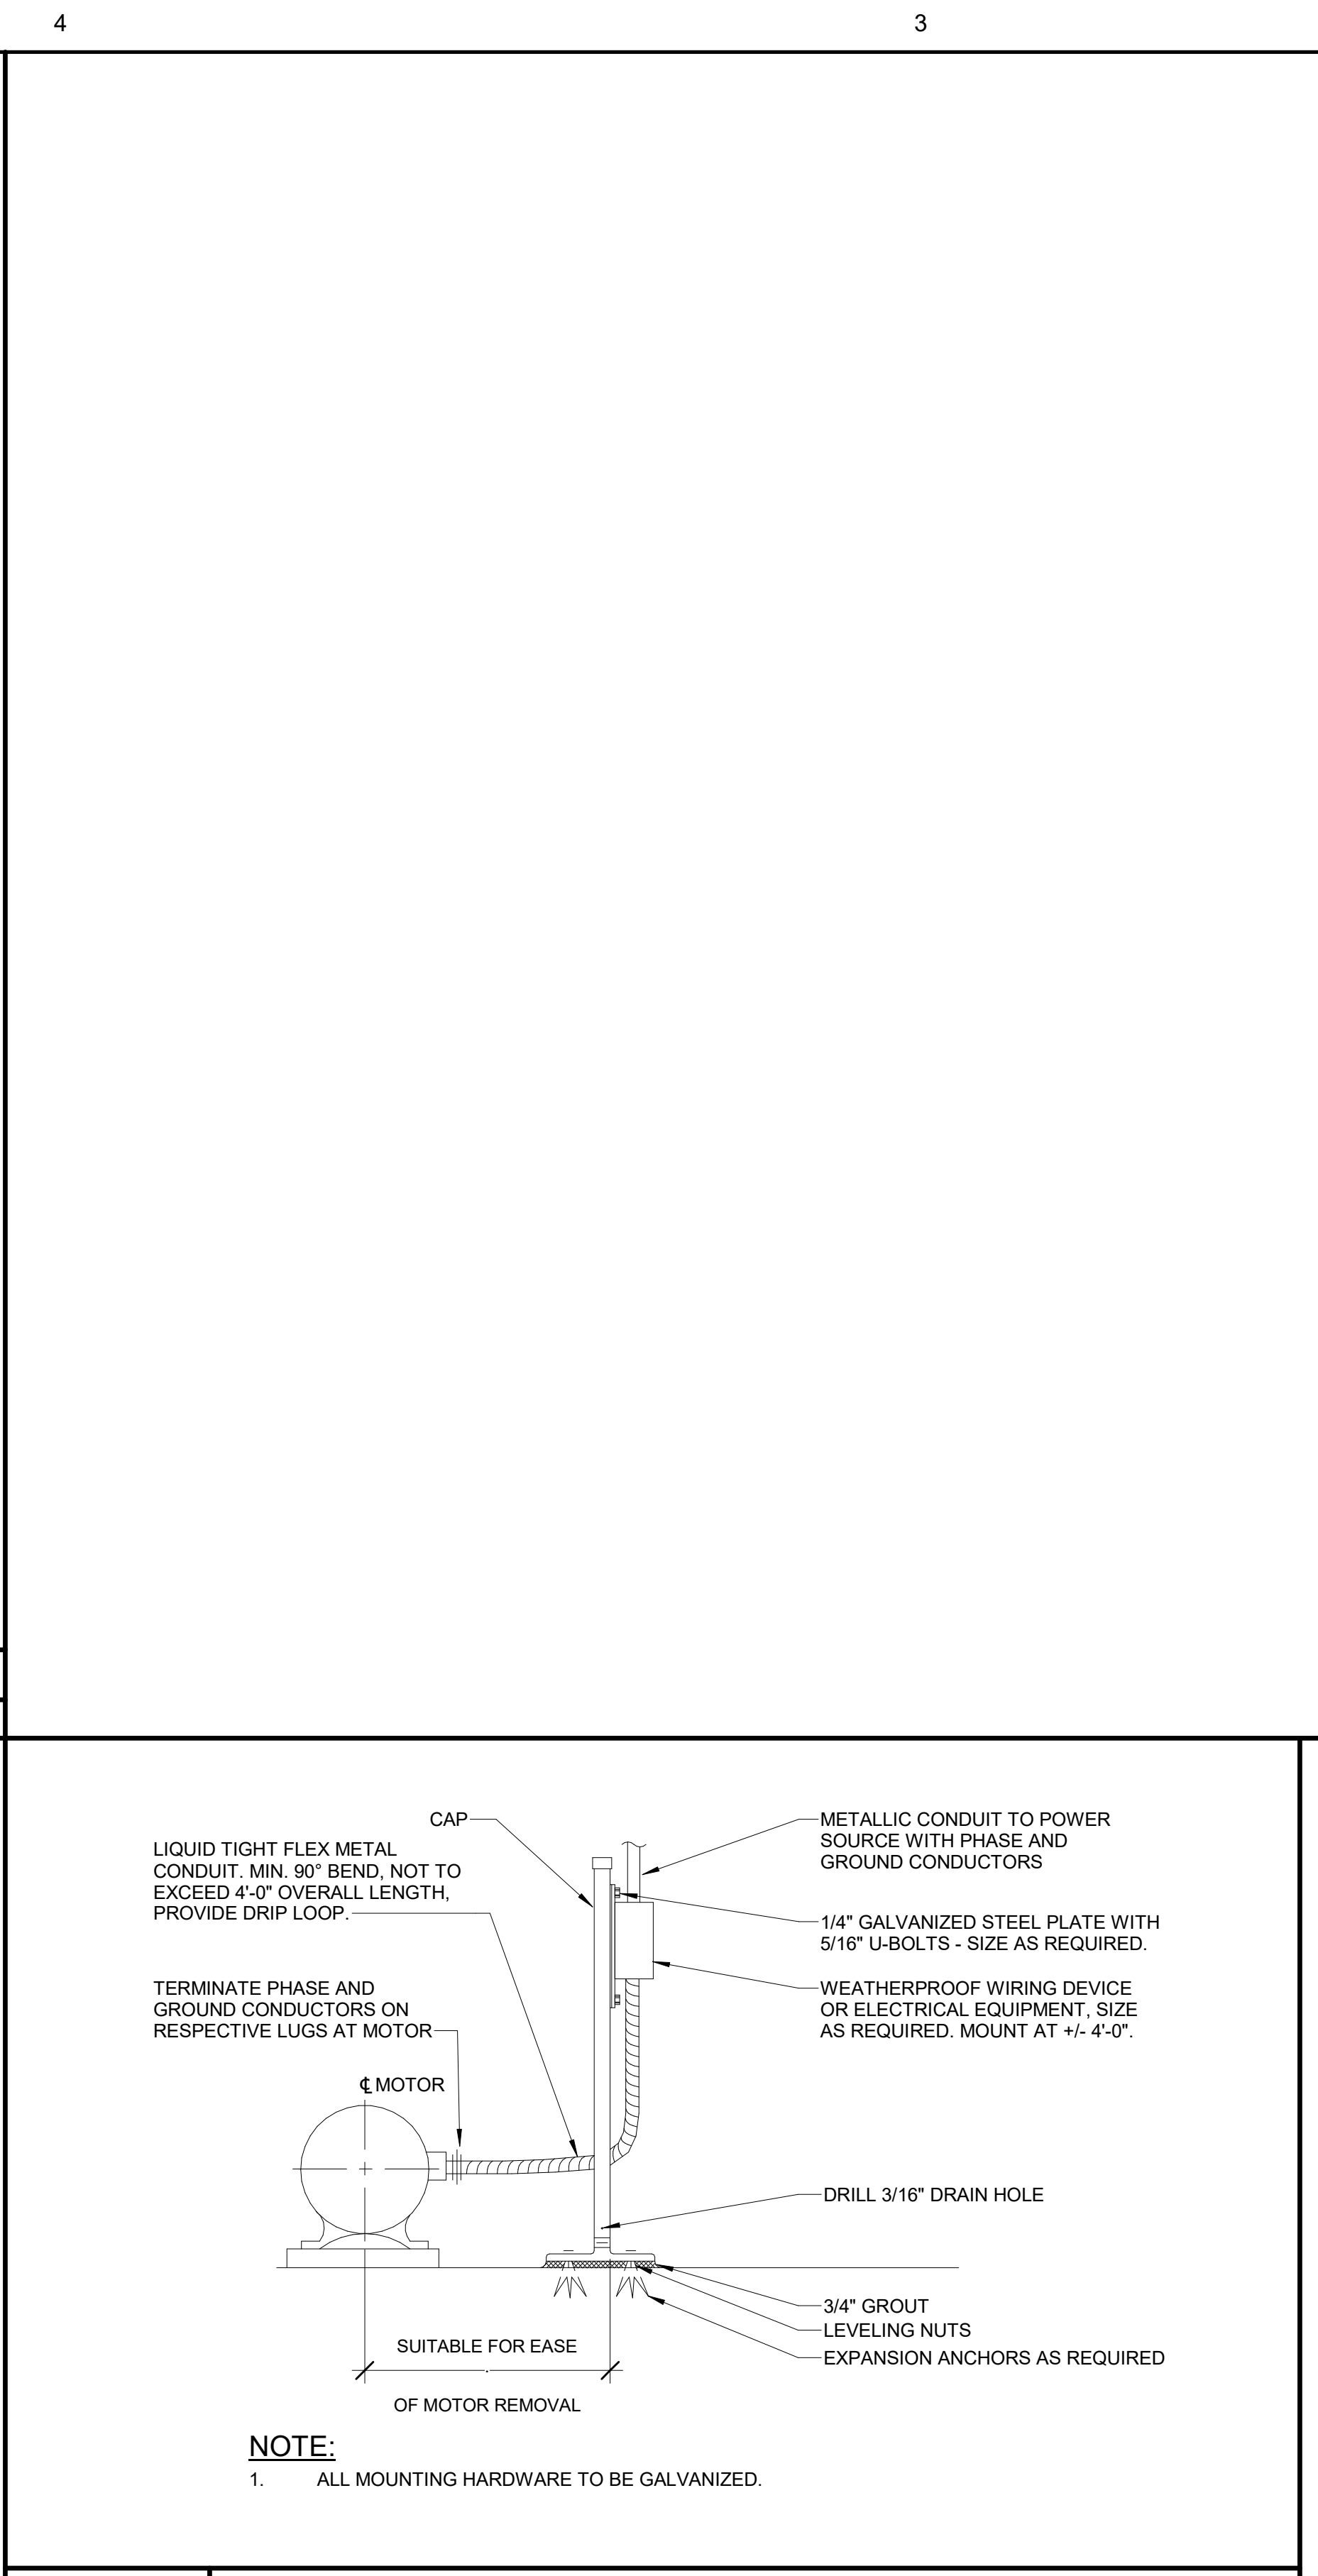 4
3
CAP
LIQUID TIGHT FLEX METAL
CONDUIT. MIN. 90° BEND, NOT TO
EXCEED 4'-0" OVERALL LENGTH,
PROVIDE DRIP LOOP.
TERMINATE PHASE AND
GROUND CONDUCTORS ON
RESPECTIVE LUGS AT MOTOR
℄ MOTOR
METALLIC CONDUIT TO POWER
SOURCE WITH PHASE AND
GROUND CONDUCTORS
1/4" GALVANIZED STEEL PLATE WITH
5/16" U-BOLTS - SIZE AS REQUIRED.
WEATHERPROOF WIRING DEVICE
OR ELECTRICAL EQUIPMENT, SIZE
AS REQUIRED. MOUNT AT +/- 4'-0".
DRILL 3/16" DRAIN HOLE
3/4" GROUT
LEVELING NUTS
EXPANSION ANCHORS AS REQUIRED
SUITABLE FOR EASE
OF MOTOR REMOVAL
NOTE:
1. ALL MOUNTING HARDWARE TO BE GALVANIZED.